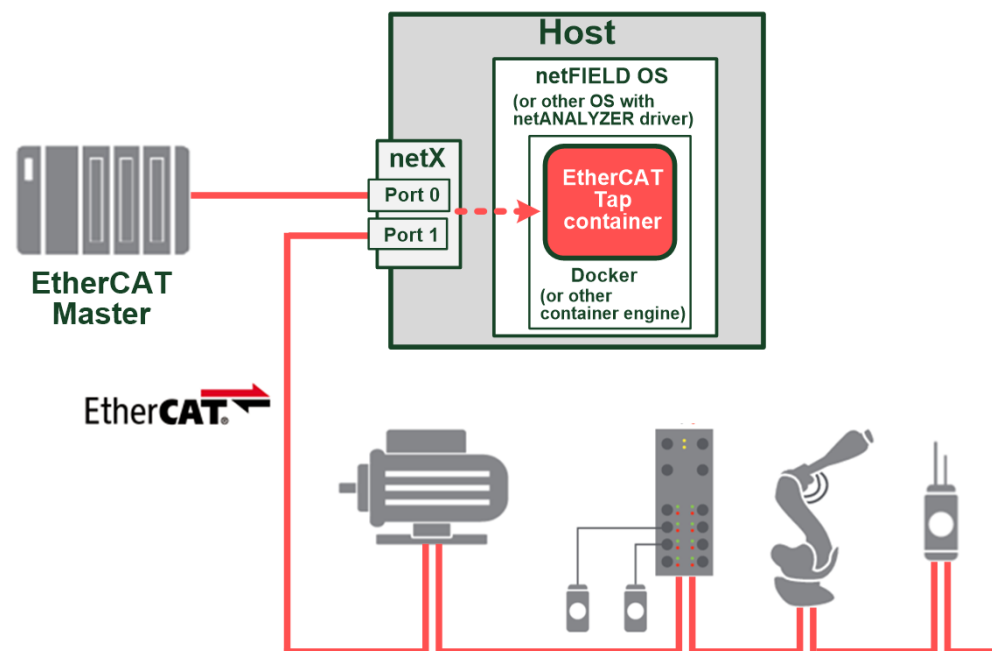 Host
netFIELD OS
(or other OS with
netANALYZER driver)
netX
Port 0
Port 1
EtherCAT
Tap
container
Docker
(or other
container engine)
EtherCAT
Master
EtherCAT®